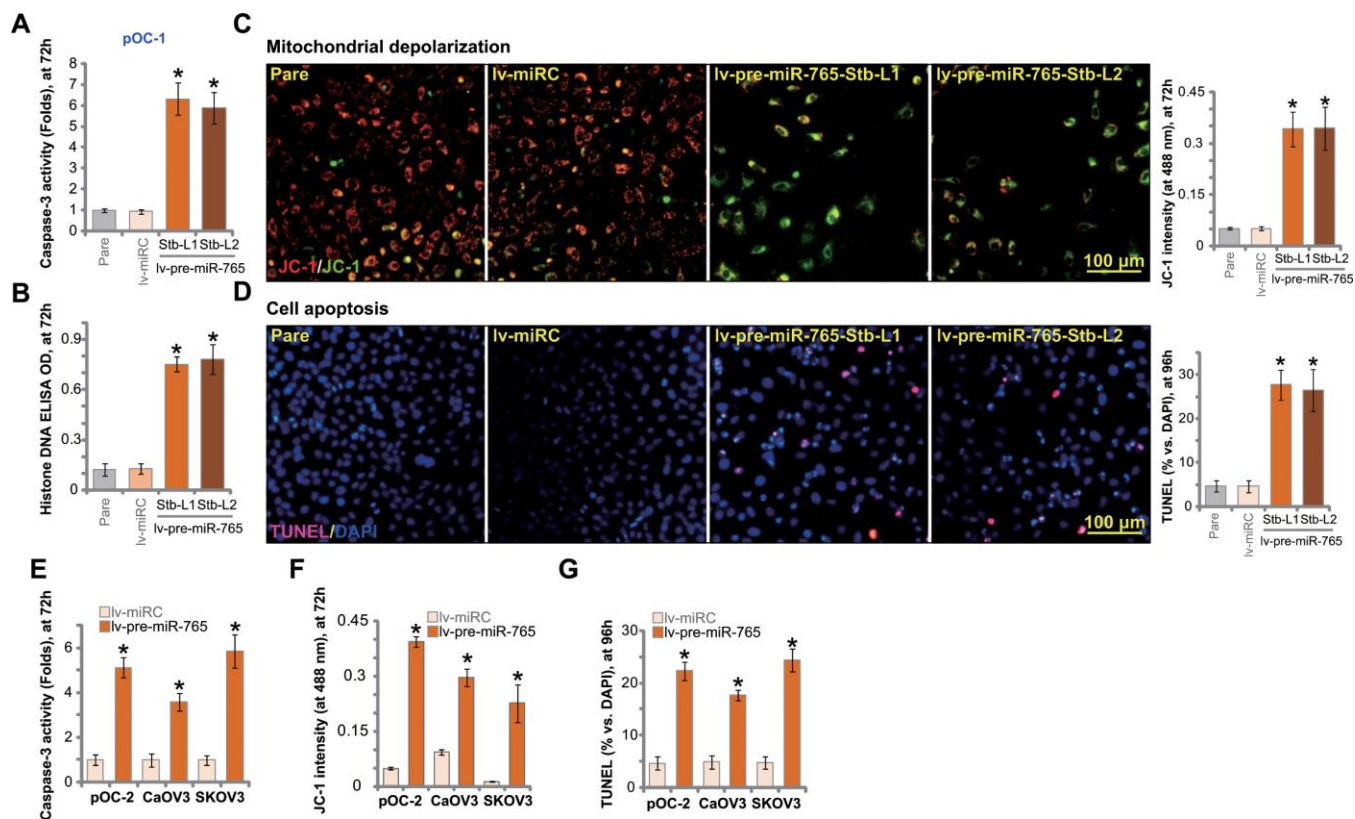 A
pOC-1
Caspase-3 activity (Folds), at 72h
8
7
6
5
4
3
2
1
0
*
*
Pare
lv-miRC
Stb-L1 Stb-L2
lv-pre-miR-765
B
Histone DNA ELISA OD, at 72h
0.9
0.3
0
*
*
Pare
lv-miRC
Stb-L1 Stb-L2
lv-pre-miR-765
C
Mitochondrial depolarization
Pare
lv-miRC
lv-pre-miR-765-Stb-L1
lv-pre-miR-765-Stb-L2
JC-1/JC-1
100 µm
JC-1 intensity (at 488 nm), at 72h
0.45
0.15
0
*
*
Pare
lv-miRC
Stb-L1 Stb-L2
lv-pre-miR-765
D
Cell apoptosis
Pare
lv-miRC
lv-pre-miR-765-Stb-L1
lv-pre-miR-765-Stb-L2
TUNEL/DAPI
100 µm
TUNEL (% vs. DAPI), at 96h
30
20
10
0
*
*
Pare
lv-miRC
Stb-L1 Stb-L2
lv-pre-miR-765
E
Caspase-3 activity (Folds), at 72h
lv-miRC
lv-pre-miR-765
6
4
2
0
*
*
*
pOC-2 CaOV3 SKOV3
F
JC-1 intensity (at 488 nm), at 72h
lv-miRC
lv-pre-miR-765
0.45
0.15
0
*
*
*
pOC-2 CaOV3 SKOV3
G
TUNEL (% vs. DAPI), at 96h
lv-miRC
lv-pre-miR-765
30
20
10
0
*
*
*
pOC-2 CaOV3 SKOV3